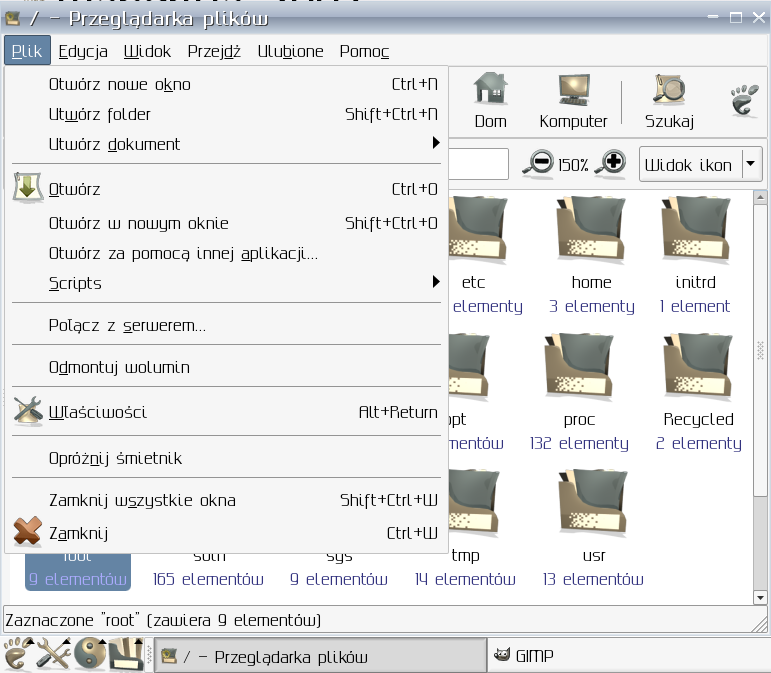 / - Przeglądarka plików
Plik Edycja Widok Przejdź Ulubione Pomoc
Otwórz nowe okno Ctrl+N
Utwórz folder Shift+Ctrl+N
Utwórz dokument
Otwórz Ctrl+O
Otwórz w nowym oknie Shift+Ctrl+O
Otwórz za pomocą innej aplikacji...
Scripts
Połącz z serwerem...
Odmontuj wolumin
Właściwości Alt+Return
Opróżnij śmietnik
Zamknij wszystkie okna Shift+Ctrl+W
Zamknij Ctrl+W
Dom Komputer Szukaj
150% Widok ikon
etc home initrd
elementy 3 elementy 1 element
proc Recycled
132 elementy 2 elementy
tmp usr
root sys
9 elementów 165 elementów 9 elementów 14 elementów 13 elementów
Zaznaczone "root" (zawiera 9 elementów)
/ - Przeglądarka plików GIMP